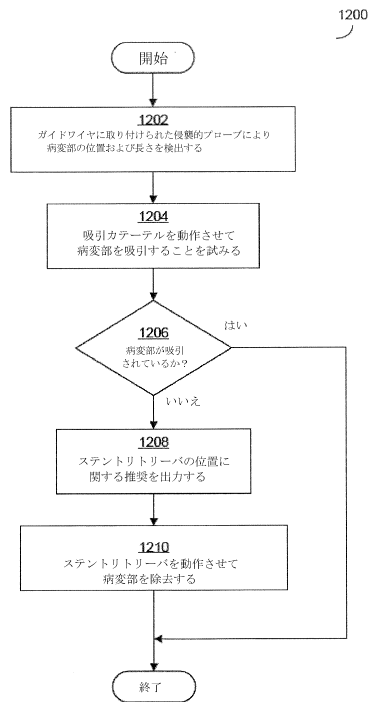 1200
開始
1202
ガイドワイヤに取り付けられた侵襲的プローブにより
病変部の位置および長さを検出する
1204
吸引カテーテルを動作させて
病変部を吸引することを試みる
1206
病変部が吸引
されているか?
はい
いいえ
1208
ステントリトリーバの位置に
関する推奨を出力する
1210
ステントリトリーバを動作させて
病変部を除去する
終了